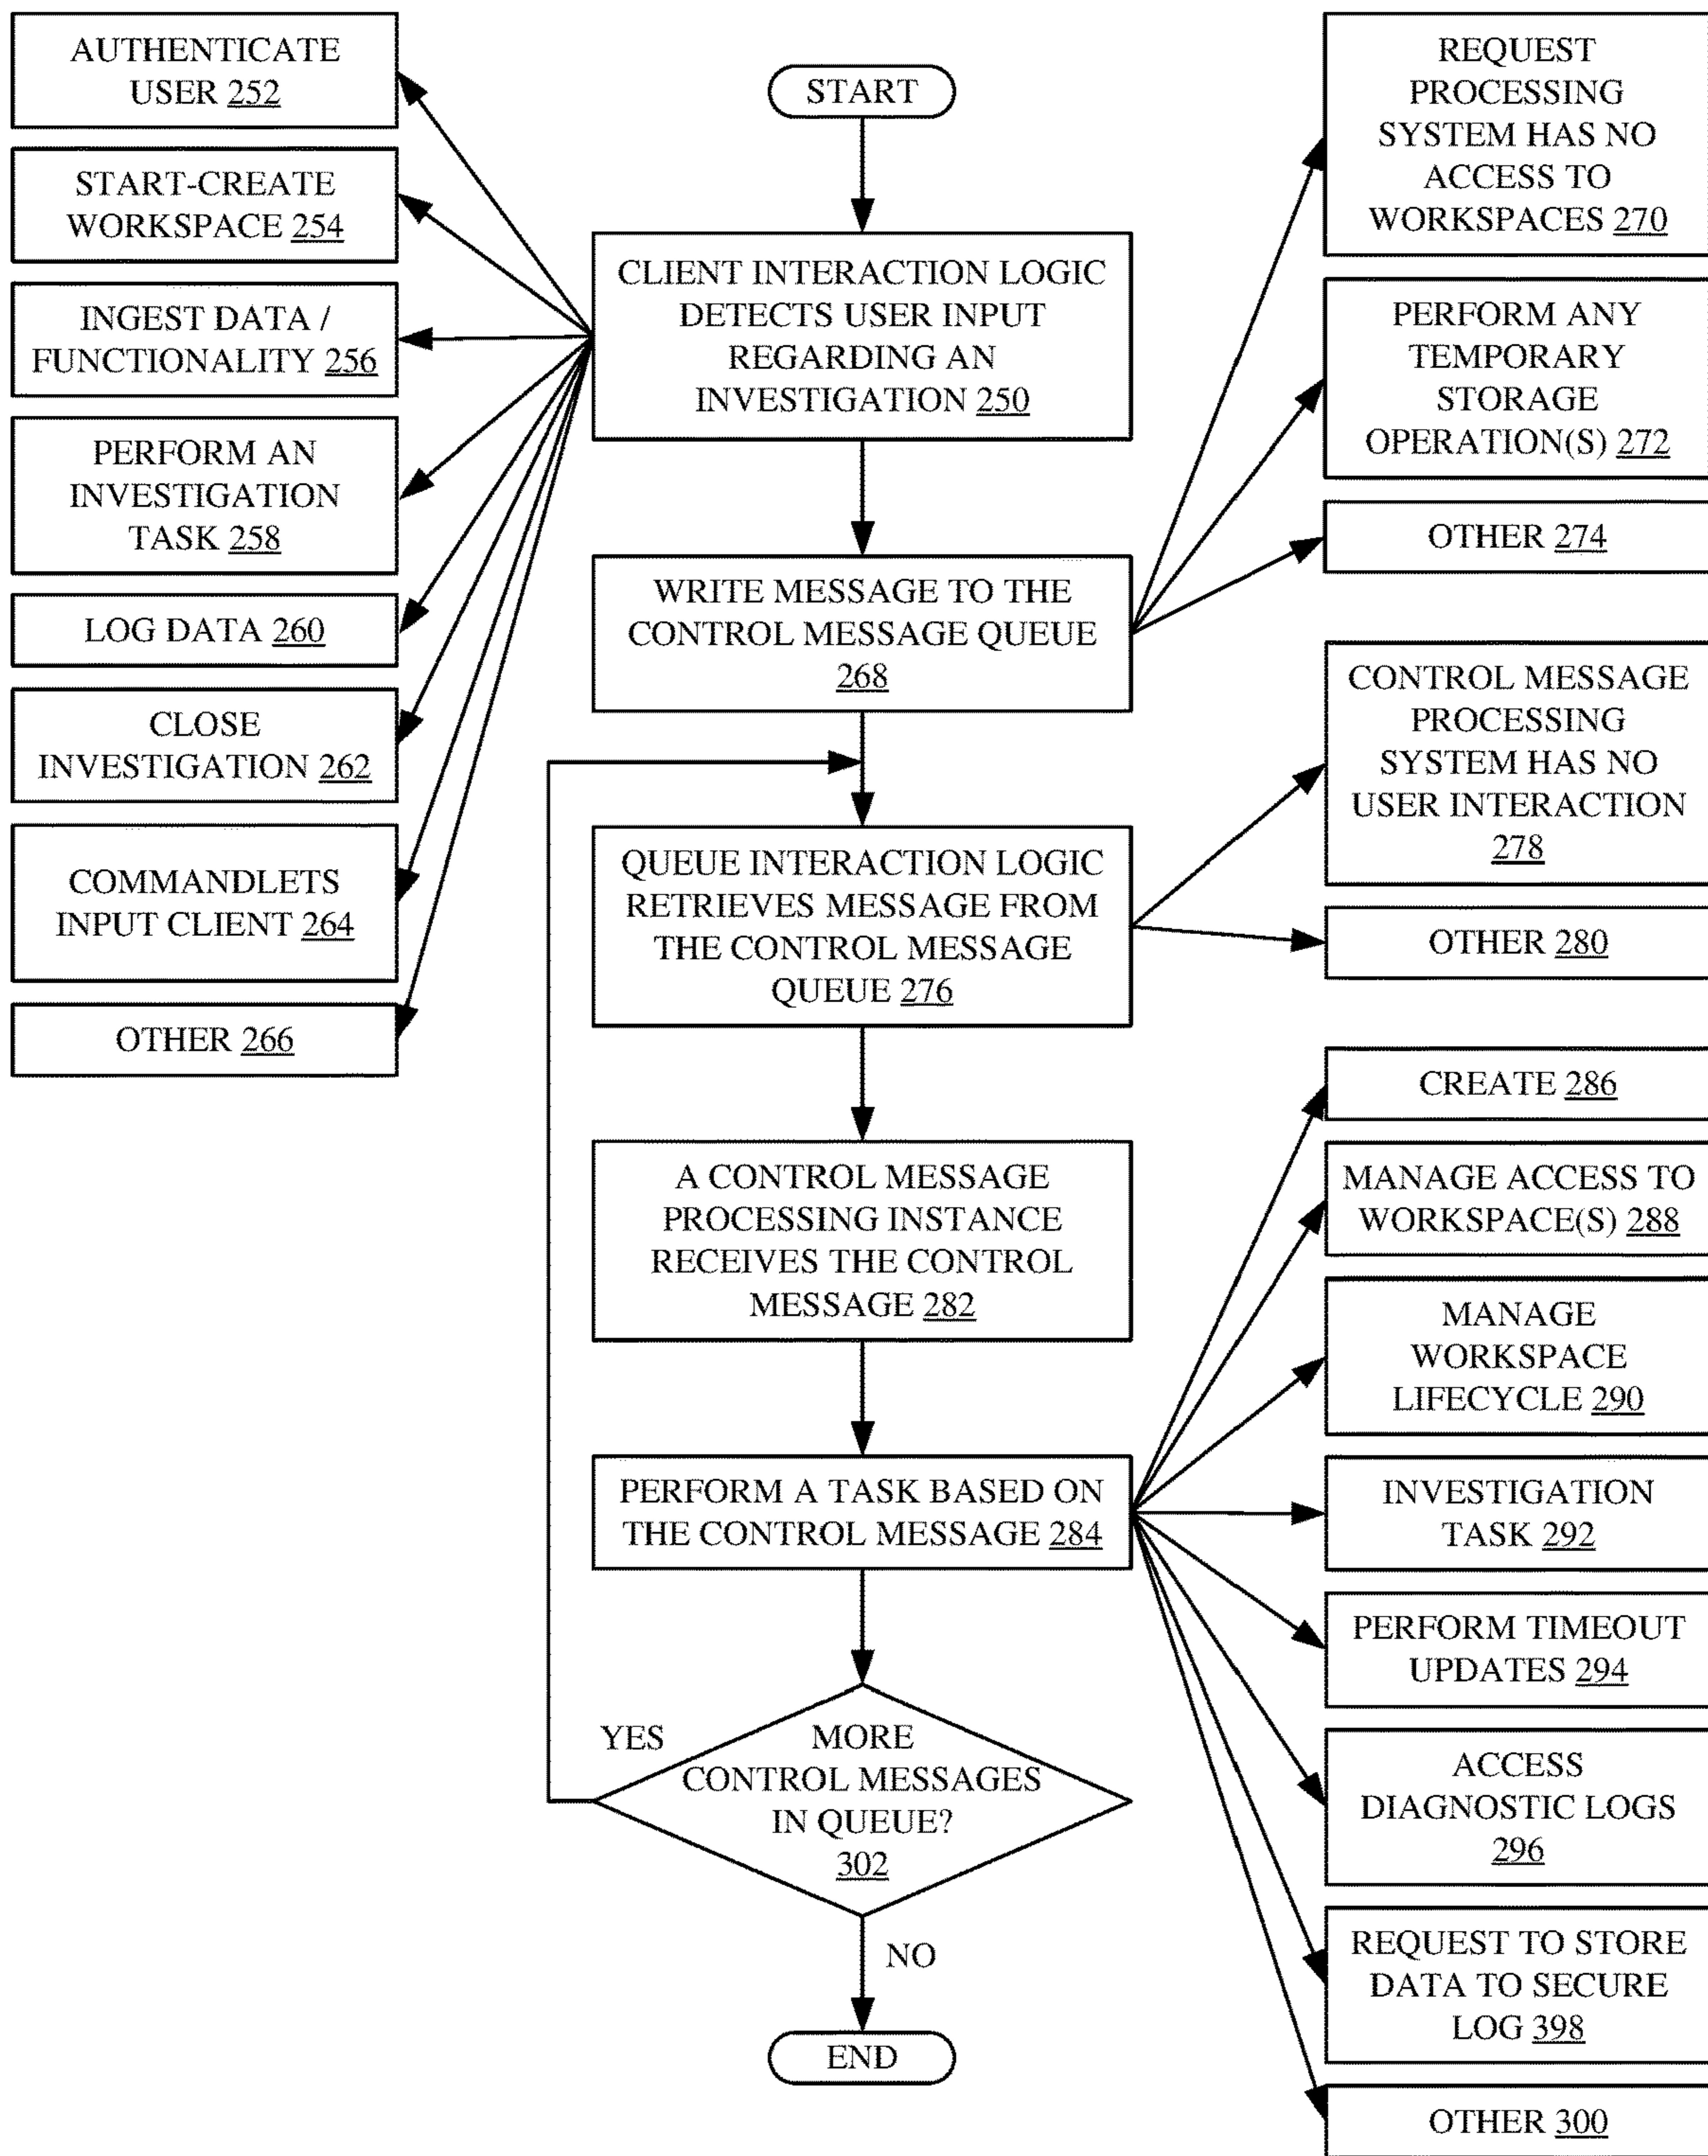 AUTHENTICATE
USER 252
START-CREATE
WORKSPACE 254
INGEST DATA /
FUNCTIONALITY 256
PERFORM AN
INVESTIGATION
TASK 258
LOG DATA 260
CLOSE
INVESTIGATION 262
COMMANDLETS
INPUT CLIENT 264
OTHER 266
START
CLIENT INTERACTION LOGIC
DETECTS USER INPUT
REGARDING AN
INVESTIGATION 250
WRITE MESSAGE TO THE
CONTROL MESSAGE QUEUE
268
QUEUE INTERACTION LOGIC
RETRIEVES MESSAGE FROM
THE CONTROL MESSAGE
QUEUE 276
A CONTROL MESSAGE
PROCESSING INSTANCE
RECEIVES THE CONTROL
MESSAGE 282
PERFORM A TASK BASED ON
THE CONTROL MESSAGE 284
YES
MORE
CONTROL MESSAGES
IN QUEUE?
302
NO
END
REQUEST
PROCESSING
SYSTEM HAS NO
ACCESS TO
WORKSPACES 270
PERFORM ANY
TEMPORARY
STORAGE
OPERATION(S) 272
OTHER 274
CONTROL MESSAGE
PROCESSING
SYSTEM HAS NO
USER INTERACTION
278
OTHER 280
CREATE 286
MANAGE ACCESS TO
WORKSPACE(S) 288
MANAGE
WORKSPACE
LIFECYCLE 290
INVESTIGATION
TASK 292
PERFORM TIMEOUT
UPDATES 294
ACCESS
DIAGNOSTIC LOGS
296
REQUEST TO STORE
DATA TO SECURE
LOG 398
OTHER 300